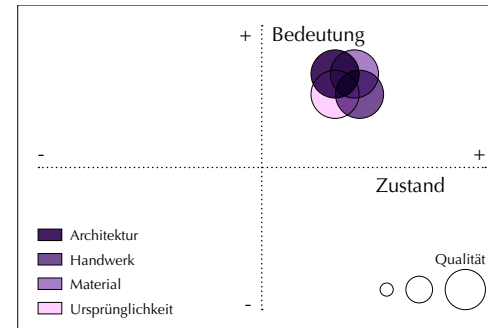 + Bedeutung
- +
Zustand
Architektur
Handwerk
Material
Ursprünglichkeit
Qualität
-